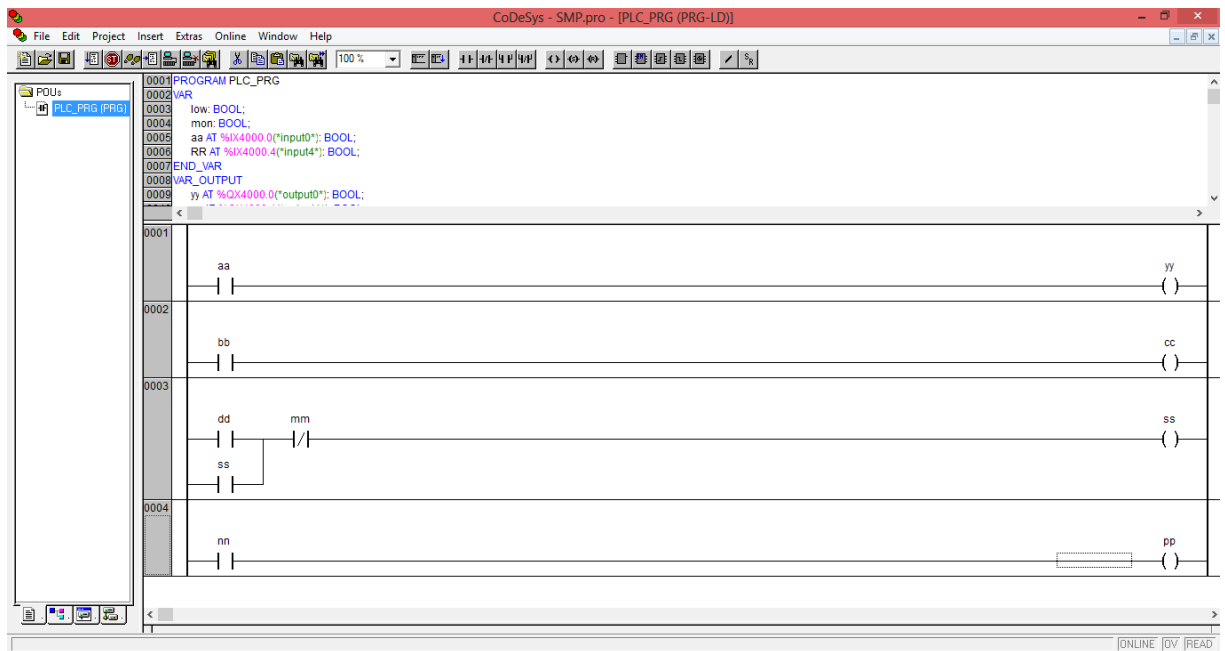 CoDeSys - SMP.pro - [PLC_PRG (PRG-LD)]
File Edit Project Insert Extras Online Window Help
100 %
POUs
PLC_PRG (PRG)
0001 PROGRAM PLC_PRG
0002 VAR
0003 low: BOOL;
0004 mon: BOOL;
0005 aa AT %IX4000.0(*input0*): BOOL;
0006 RR AT %IX4000.4(*input4*): BOOL;
0007 END_VAR
0008 VAR_OUTPUT
0009 yy AT %QX4000.0(*output0*): BOOL;
0001
aa yy
0002
bb cc
0003
dd mm ss
ss
0004
nn pp
ONLINE OV READ